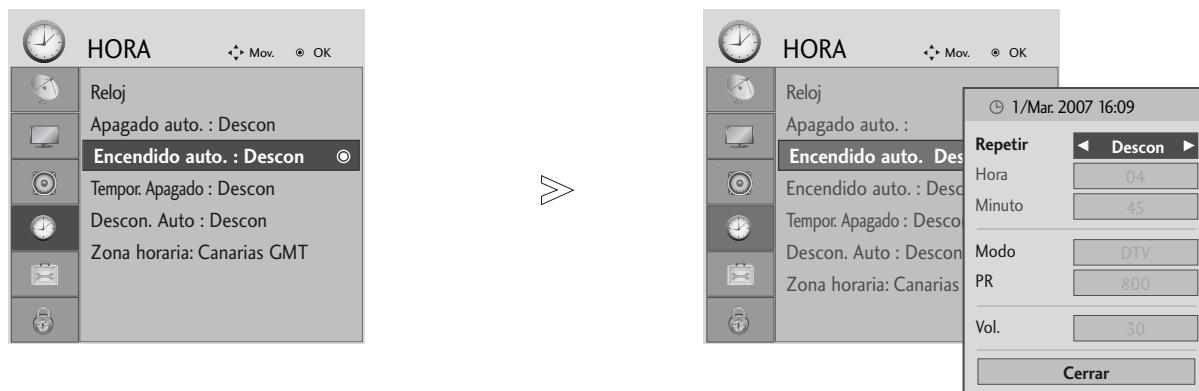 HORA Mov. OK
Reloj
Apagado auto. : Descon
Encendido auto. : Descon
Tempor. Apagado : Descon
Descon. Auto : Descon
Zona horaria: Canarias GMT
HORA Mov. OK
Reloj
Apagado auto. :
Encendido auto. Des
Encendido auto. : Desc
Tempor. Apagado : Desco
Descon. Auto : Descon
Zona horaria: Canarias
1/Mar. 2007 16:09
Repetir ◄ Descon ►
Hora 04
Minuto 45
Modo DTV
PR 800
Vol. 30
Cerrar